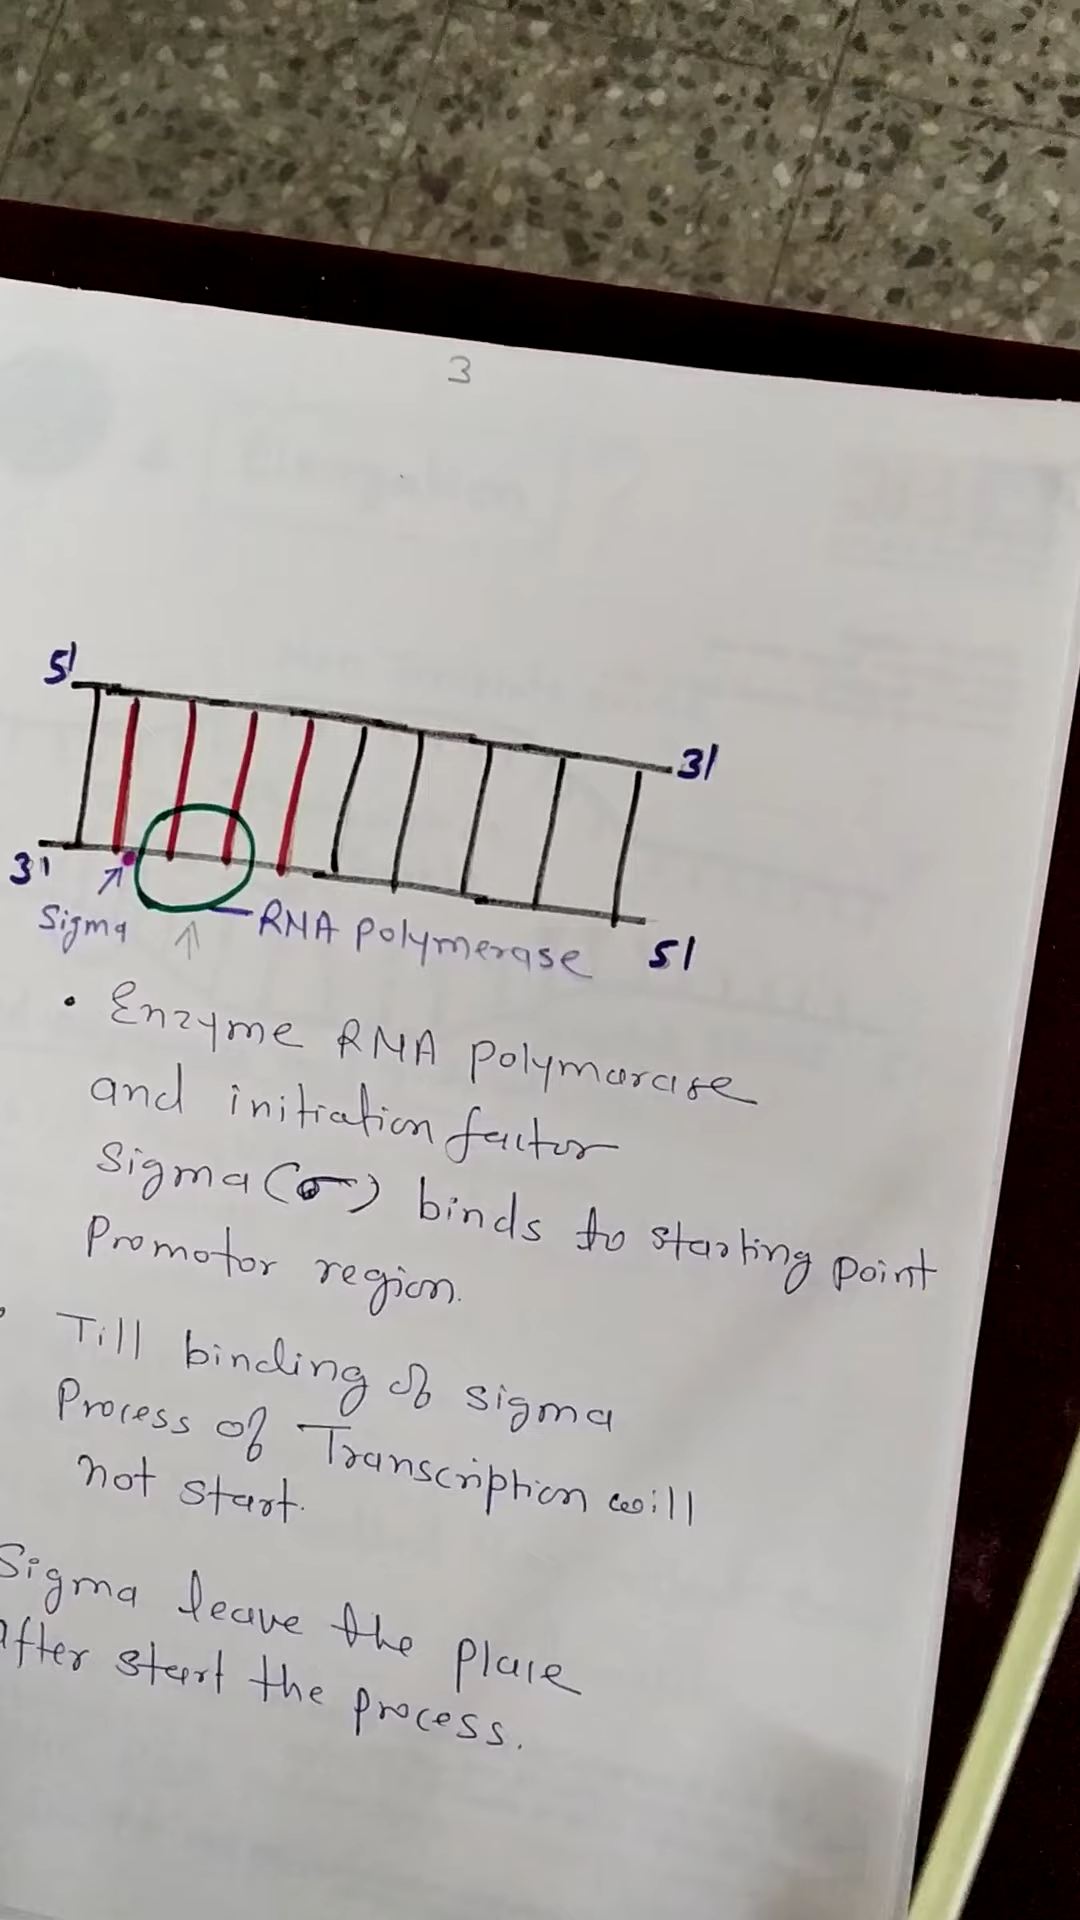 3
5'
3'
3'
Sigma
RNA Polymerase
5'
• Enzyme RNA Polymarase
and initiation factor
Sigma (σ) binds to starting point
Promotor region.
Till binding of sigma
Process of Transcription will
not start.
Sigma leave the place
after start the process.